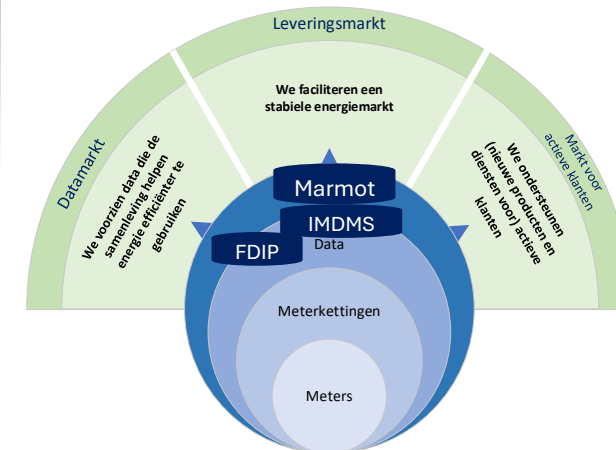 Leveringsmarkt
We faciliteren een
stabiele energiemarkt
Datamarkt
We voorzien data die de
samenleving helpen
energie efficiënter te
gebruiken
Markt voor
actieve klanten
We ondersteunen
(nieuwe producten en
diensten voor) actieve
klanten
Marmot
IMDMS
FDIP
Data
Meterkettingen
Meters